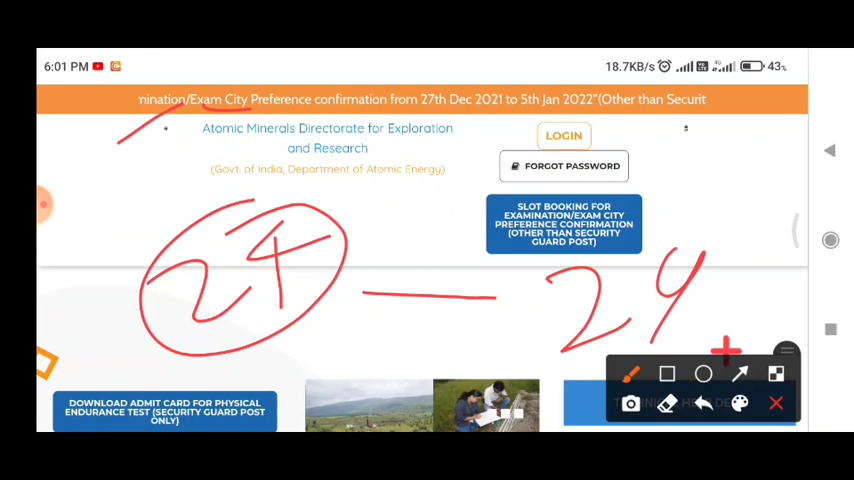 6:01 PM 18.7KB/s 4G 43%
mination/Exam City Preference confirmation from 27th Dec 2021 to 5th Jan 2022"(Other than Securit
Atomic Minerals Directorate for Exploration
and Research
(Govt. of India, Department of Atomic Energy)
LOGIN
FORGOT PASSWORD
SLOT BOOKING FOR
EXAMINATION/EXAM CITY
PREFERENCE CONFIRMATION
(OTHER THAN SECURITY
GUARD POST)
24 — 24
DOWNLOAD ADMIT CARD FOR PHYSICAL
ENDURANCE TEST (SECURITY GUARD POST
ONLY)